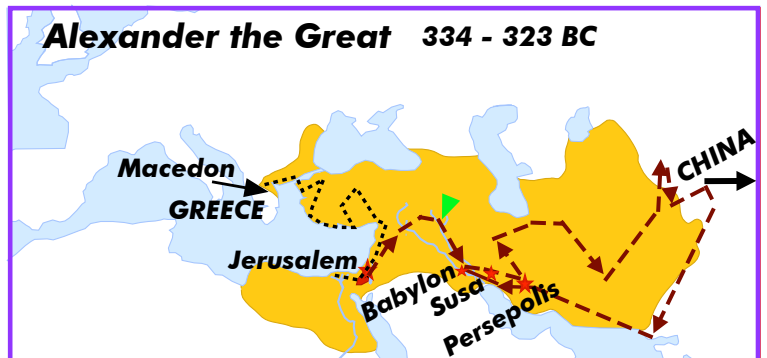 Alexander the Great 334 - 323 BC
Macedon
GREECE
CHINA
Jerusalem
Babylon
Susa
Persepolis